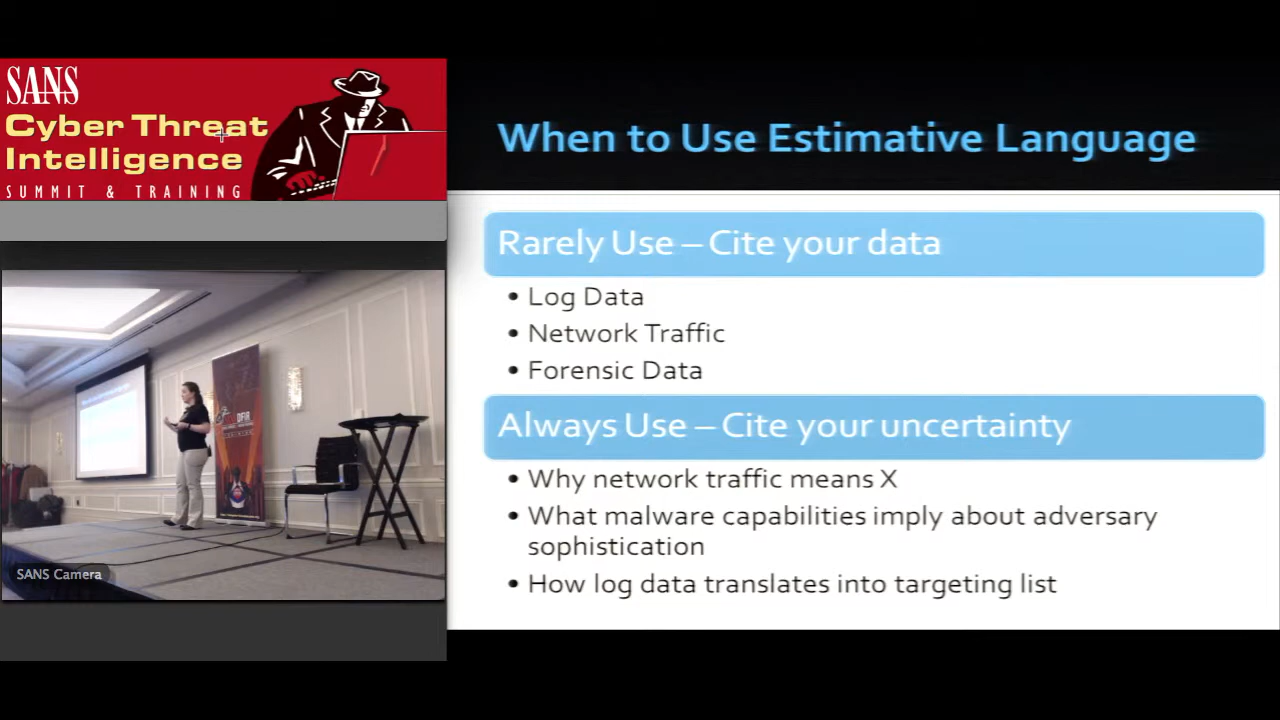 SANS
Cyber Threat
Intelligence
SUMMIT & TRAINING
When to Use Estimative Language
Rarely Use – Cite your data
• Log Data
• Network Traffic
• Forensic Data
Always Use – Cite your uncertainty
• Why network traffic means X
• What malware capabilities imply about adversary
sophistication
• How log data translates into targeting list
DFIR
SANS Camera